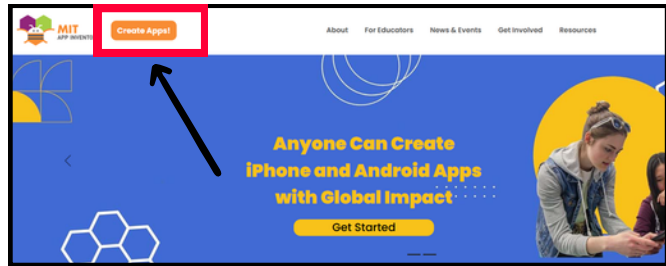 MIT
APP INVENTO
Create Apps!
About For Educators News & Events Get Involved Resources
Anyone Can Create
iPhone and Android Apps
with Global Impact
Get Started